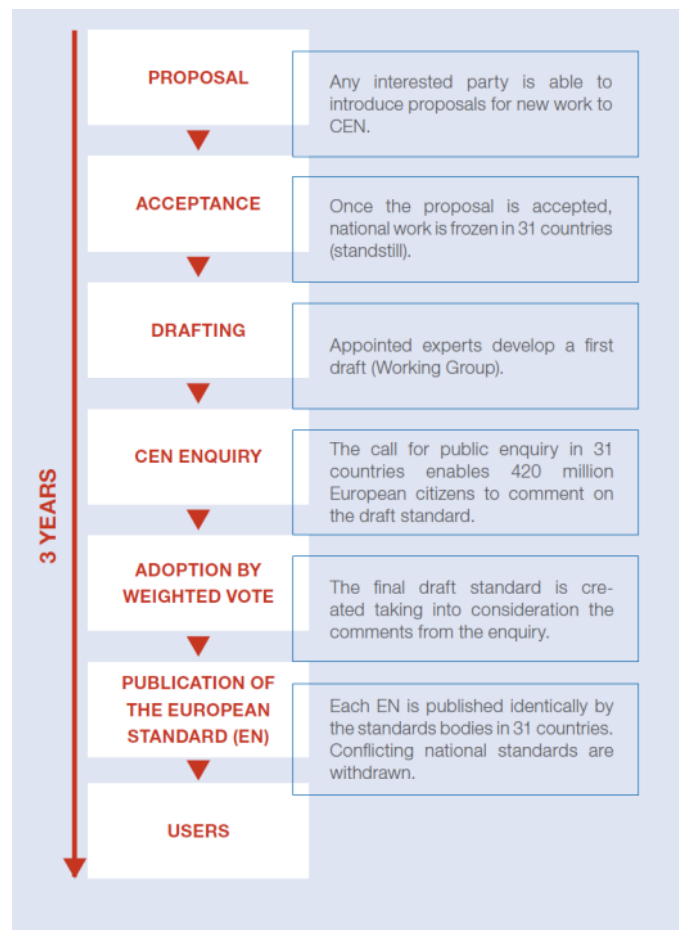 PROPOSAL
Any interested party is able to
introduce proposals for new work to
CEN.
ACCEPTANCE
Once the proposal is accepted,
national work is frozen in 31 countries
(standstill).
DRAFTING
Appointed experts develop a first
draft (Working Group).
CEN ENQUIRY
The call for public enquiry in 31
countries enables 420 million
European citizens to comment on
the draft standard.
3 YEARS
ADOPTION BY
WEIGHTED VOTE
The final draft standard is cre-
ated taking into consideration the
comments from the enquiry.
PUBLICATION OF
THE EUROPEAN
STANDARD (EN)
Each EN is published identically by
the standards bodies in 31 countries.
Conflicting national standards are
withdrawn.
USERS